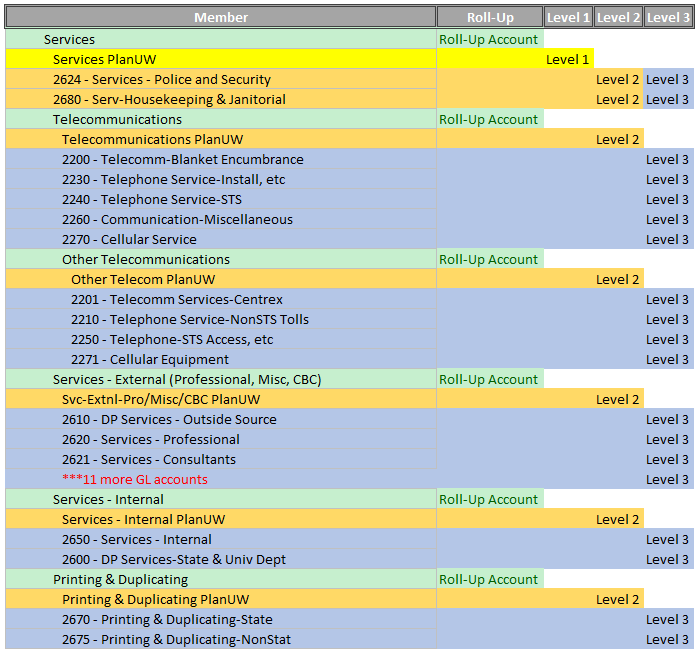 Member Roll-Up Level 1 Level 2 Level 3
Services Roll-Up Account
Services PlanUW Level 1
2624 - Services - Police and Security Level 2 Level 3
2680 - Serv-Housekeeping & Janitorial Level 2 Level 3
Telecommunications Roll-Up Account
Telecommunications PlanUW Level 2
2200 - Telecomm-Blanket Encumbrance Level 3
2230 - Telephone Service-Install, etc Level 3
2240 - Telephone Service-STS Level 3
2260 - Communication-Miscellaneous Level 3
2270 - Cellular Service Level 3
Other Telecommunications Roll-Up Account
Other Telecom PlanUW Level 2
2201 - Telecomm Services-Centrex Level 3
2210 - Telephone Service-NonSTS Tolls Level 3
2250 - Telephone-STS Access, etc Level 3
2271 - Cellular Equipment Level 3
Services - External (Professional, Misc, CBC) Roll-Up Account
Svc-Extnl-Pro/Misc/CBC PlanUW Level 2
2610 - DP Services - Outside Source Level 3
2620 - Services - Professional Level 3
2621 - Services - Consultants Level 3
***11 more GL accounts Level 3
Services - Internal Roll-Up Account
Services - Internal PlanUW Level 2
2650 - Services - Internal Level 3
2600 - DP Services-State & Univ Dept Level 3
Printing & Duplicating Roll-Up Account
Printing & Duplicating PlanUW Level 2
2670 - Printing & Duplicating-State Level 3
2675 - Printing & Duplicating-NonStat Level 3